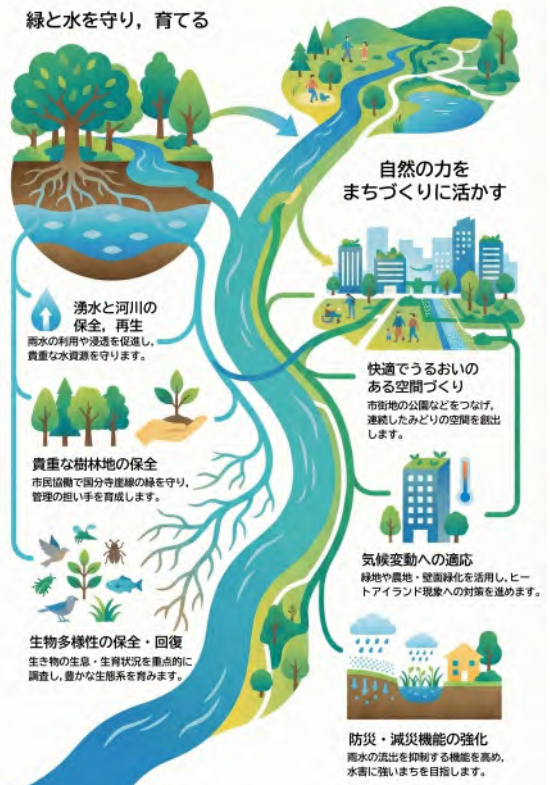 緑と水を守り，育てる
自然の力を
まちづくりに活かす
湧水と河川の
保全，再生
雨水の利用や浸透を促進し，
貴重な水資源を守ります。
貴重な樹林地の保全
市民協働で国分寺崖線の緑を守り，
管理の担い手を育成します。
生物多様性の保全・回復
生き物の生息・生育状況を重点的に
調査し，豊かな生態系を育みます。
快適でうるおいの
ある空間づくり
市街地の公園などをつなげ，
連続したみどりの空間を創出
します。
気候変動への適応
緑地や農地・壁面緑化を活用し，ヒー
トアイランド現象への対策を進めます。
防災・減災機能の強化
雨水の流出を抑制する機能を高め，
水害に強いまちを目指します。